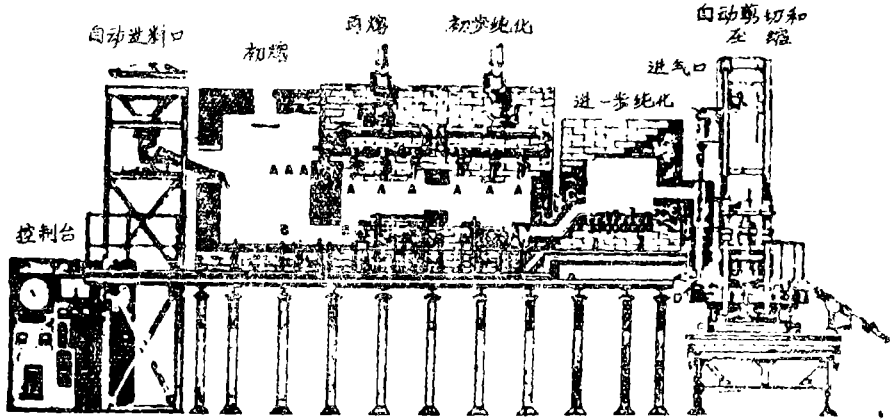 自动进料口
初熔
再熔
初步纯化
进一步纯化
进气口
自动剪切和
压缩
控制台